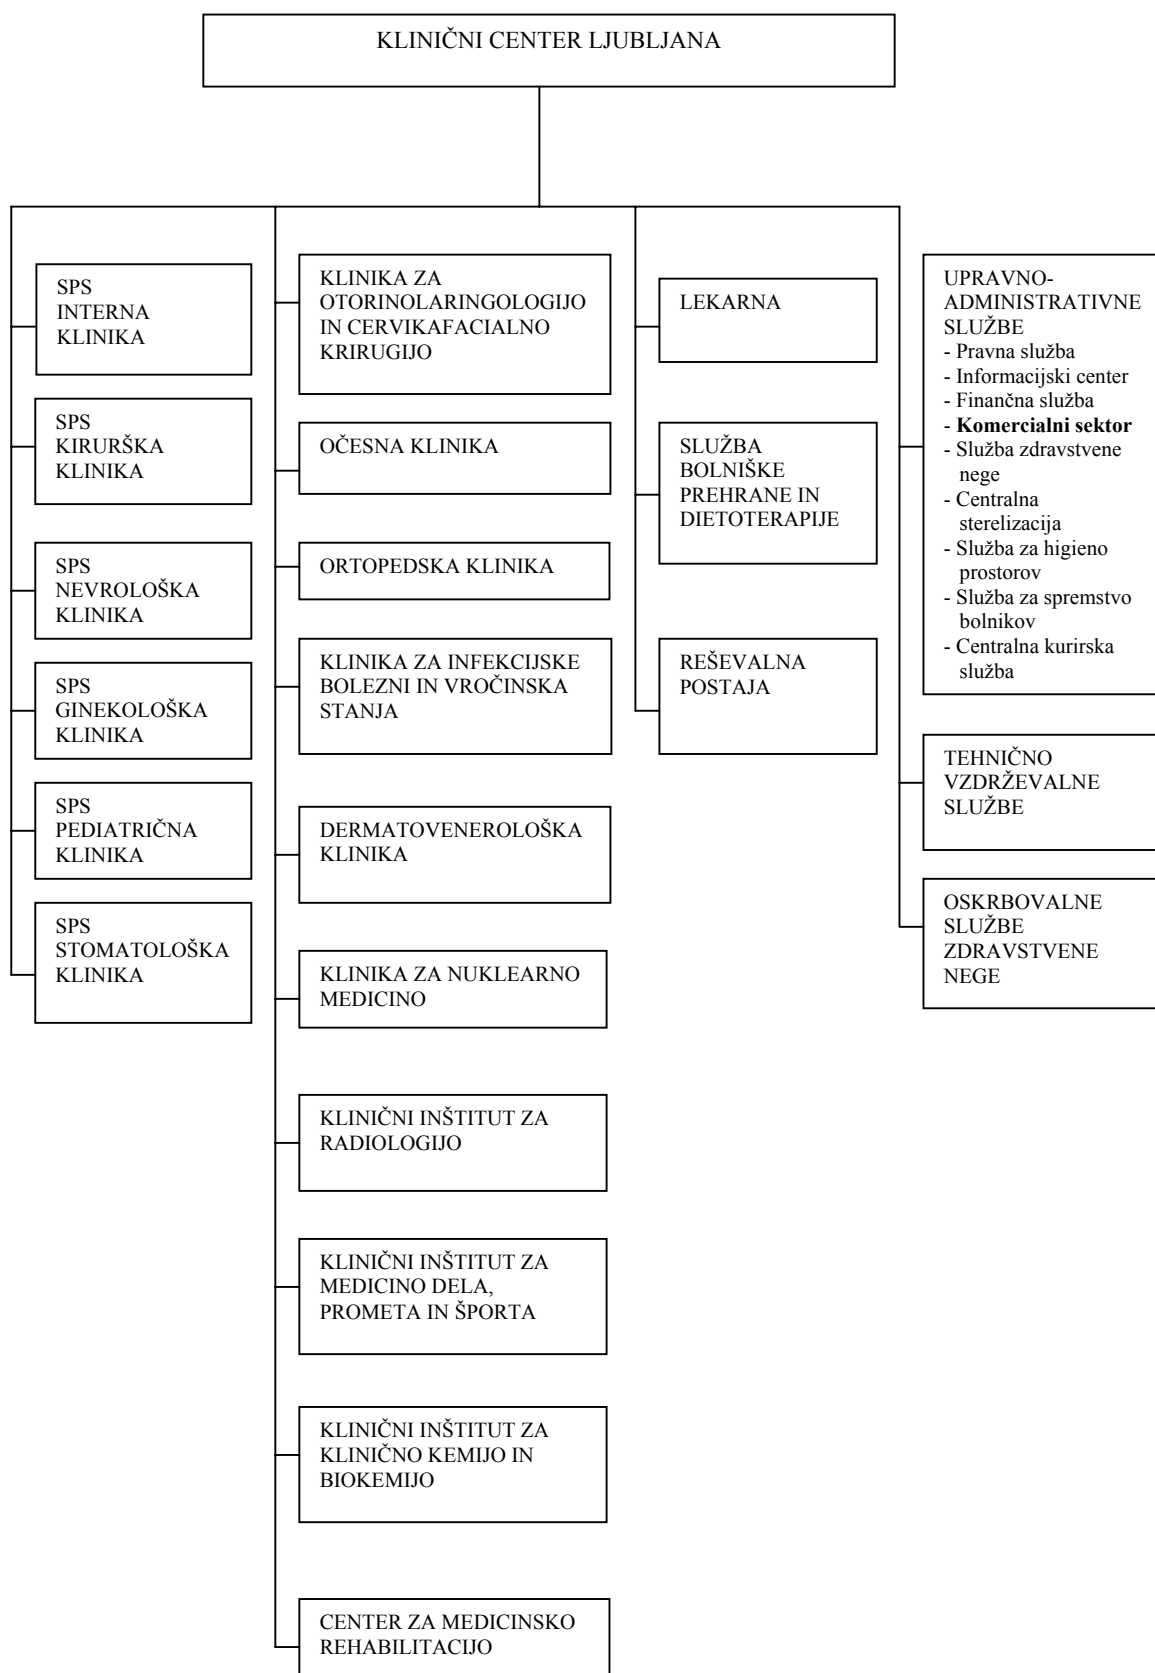 KLINIČNI CENTER LJUBLJANA
SPS
INTERNA
KLINIKA
SPS
KIRURŠKA
KLINIKA
SPS
NEVROLOŠKA
KLINIKA
SPS
GINEKOLOŠKA
KLINIKA
SPS
PEDIATRIČNA
KLINIKA
SPS
STOMATOLOŠKA
KLINIKA
KLINIKA ZA
OTORINOLARINGOLOGIJO
IN CERVIKAFACIALNO
KRIRUGIJO
OČESNA KLINIKA
ORTOPEDSKA KLINIKA
KLINIKA ZA INFEKCIJSKE
BOLEZNI IN VROČINSKA
STANJA
DERMATOVENEROLOŠKA
KLINIKA
KLINIKA ZA NUKLEARNO
MEDICINO
KLINIČNI INŠTITUT ZA
RADIOLOGIJO
KLINIČNI INŠTITUT ZA
MEDICINO DELA,
PROMETA IN ŠPORTA
KLINIČNI INŠTITUT ZA
KLINIČNO KEMIJO IN
BIOKEMIJO
CENTER ZA MEDICINSKO
REHABILITACIJO
LEKARNA
SLUŽBA
BOLNIŠKE
PREHRANE IN
DIETOTERAPIJE
REŠEVALNA
POSTAJA
UPRAVNO-
ADMINISTRATIVNE
SLUŽBE
- Pravna služba
- Informacijski center
- Finančna služba
- Komercialni sektor
- Služba zdravstvene
nege
- Centralna
sterelizacija
- Služba za higieno
prostorov
- Služba za spremstvo
bolnikov
- Centralna kurirska
služba
TEHNIČNO
VZDRŽEVALNE
SLUŽBE
OSKRBOVALNE
SLUŽBE
ZDRAVSTVENE
NEGE